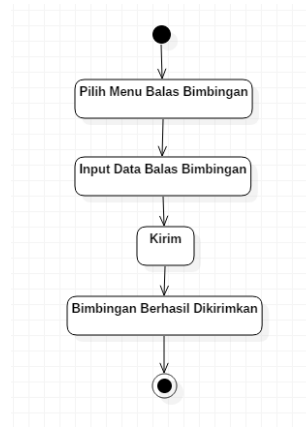 Pilih Menu Balas Bimbingan
Input Data Balas Bimbingan
Kirim
Bimbingan Berhasil Dikirimkan